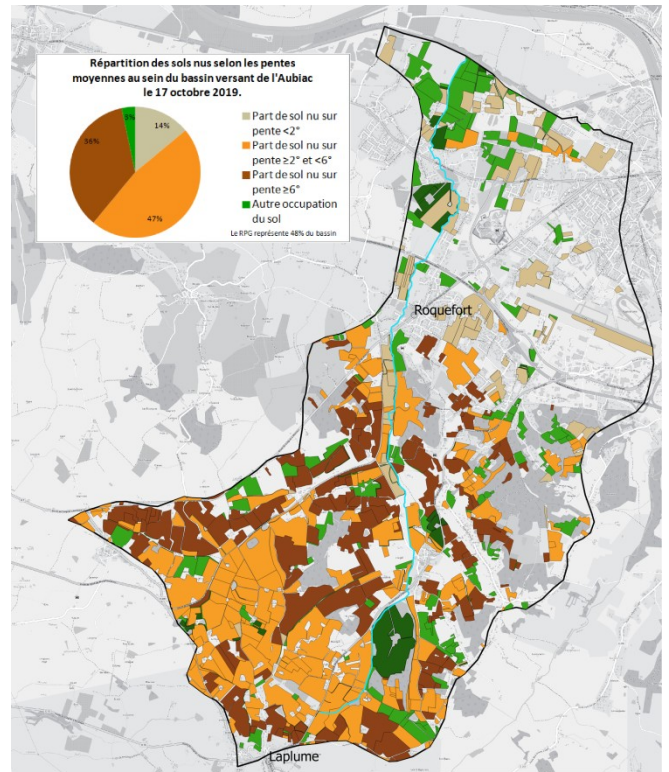 Répartition des sols nus selon les pentes
moyennes au sein du bassin versant de l'Aubiac
le 17 octobre 2019.
3%
14%
36%
47%
Part de sol nu sur
pente <2°
Part de sol nu sur
pente ≥2° et <6°
Part de sol nu sur
pente ≥6°
Autre occupation
du sol
Le RPG représente 48% du bassin
Roquefort
Laplume